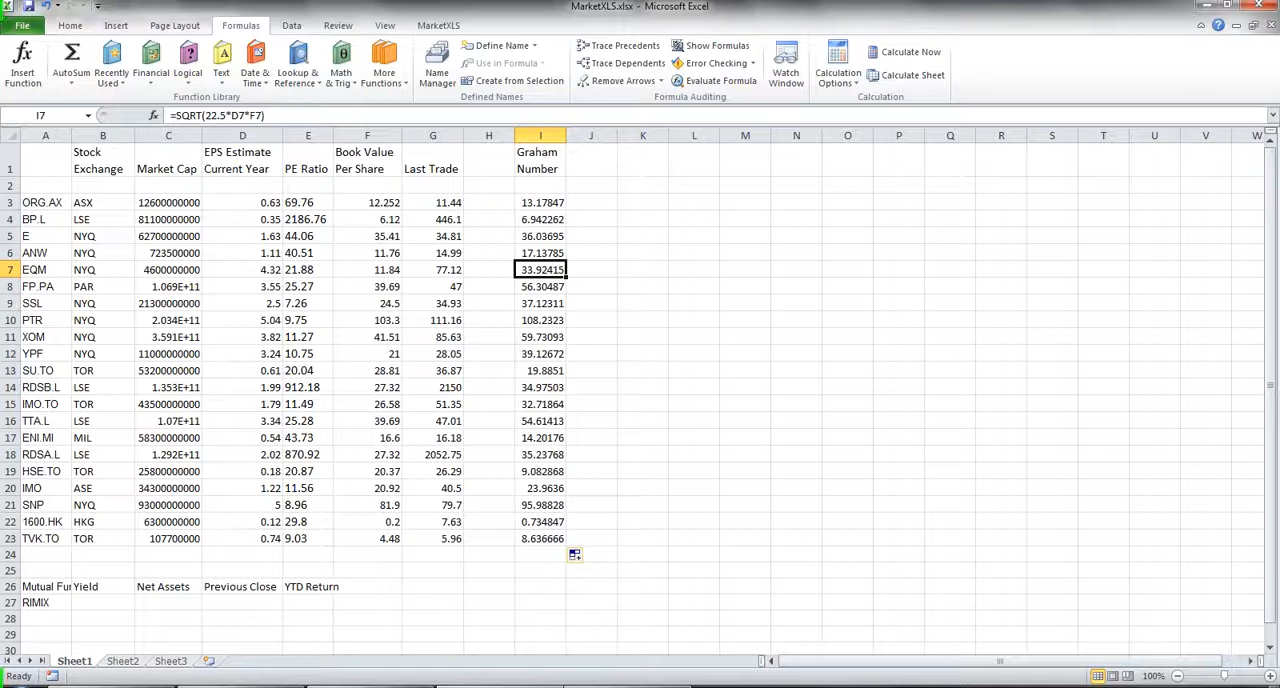 MarketXLS.xlsx - Microsoft Excel
File Home Insert Page Layout Formulas Data Review View MarketXLS
Insert Function
AutoSum
Recently Used
Financial
Logical
Text
Date & Time
Lookup & Reference
Math & Trig
More Functions
Function Library
Name Manager
Define Name
Use in Formula
Create from Selection
Defined Names
Trace Precedents
Trace Dependents
Remove Arrows
Show Formulas
Error Checking
Evaluate Formula
Formula Auditing
Watch Window
Calculation Options
Calculate Now
Calculate Sheet
Calculation
I7 fx =SQRT(22.5*D7*F7)
A B C D E F G H I J K L M N O P Q R S T U V W
1 Stock Exchange Market Cap EPS Estimate Current Year PE Ratio Book Value Per Share Last Trade Graham Number
2
3 ORG.AX ASX 12600000000 0.63 69.76 12.252 11.44 13.17847
4 BP.L LSE 81100000000 0.35 2186.76 6.12 446.1 6.942262
5 E NYQ 62700000000 1.63 44.06 35.41 34.81 36.03695
6 ANW NYQ 723500000 1.11 40.51 11.76 14.99 17.13785
7 EQM NYQ 4600000000 4.32 21.88 11.84 77.12 33.92415
8 FP.PA PAR 1.069E+11 3.55 25.27 39.69 47 56.30487
9 SSL NYQ 21300000000 2.5 7.26 24.5 34.93 37.12311
10 PTR NYQ 2.034E+11 5.04 9.75 103.3 111.16 108.2323
11 XOM NYQ 3.591E+11 3.82 11.27 41.51 85.63 59.73093
12 YPF NYQ 11000000000 3.24 10.75 21 28.05 39.12672
13 SU.TO TOR 53200000000 0.61 20.04 28.81 36.87 19.8851
14 RDSB.L LSE 1.353E+11 1.99 912.18 27.32 2150 34.97503
15 IMO.TO TOR 43500000000 1.79 11.49 26.58 51.35 32.71864
16 TTA.L LSE 1.07E+11 3.34 25.28 39.69 47.01 54.61413
17 ENI.MI MIL 58300000000 0.54 43.73 16.6 16.18 14.20176
18 RDSA.L LSE 1.292E+11 2.02 870.92 27.32 2052.75 35.23768
19 HSE.TO TOR 25800000000 0.18 20.87 20.37 26.29 9.082868
20 IMO ASE 34300000000 1.22 11.56 20.92 40.5 23.9636
21 SNP NYQ 93000000000 5 8.96 81.9 79.7 95.98828
22 1600.HK HKG 6300000000 0.12 29.8 0.2 7.63 0.734847
23 TVK.TO TOR 107700000 0.74 9.03 4.48 5.96 8.636666
24
25
26 Mutual Fur Yield Net Assets Previous Close YTD Return
27 RIMIX
28
29
30
Sheet1 Sheet2 Sheet3
Ready 100%